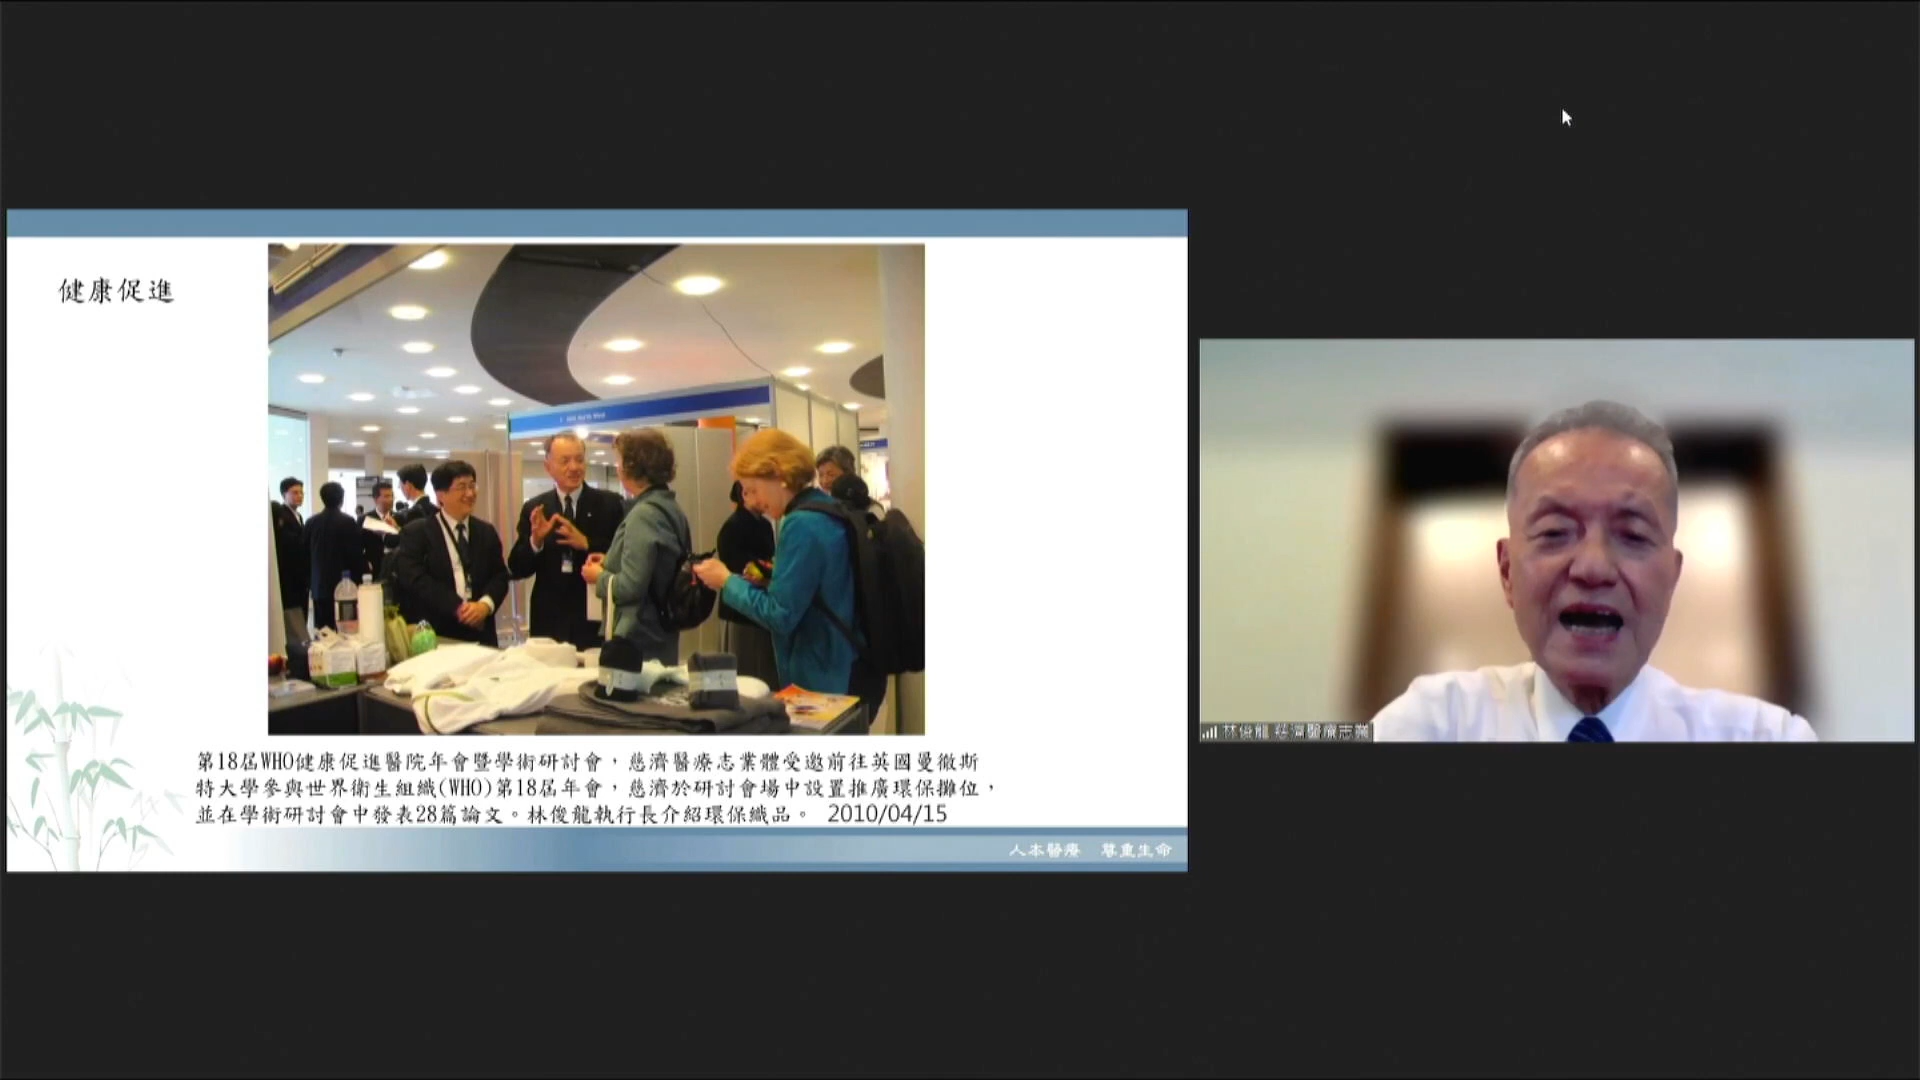 健康促進
第18屆WHO健康促進醫院年會暨學術研討會，慈濟醫療志業體受邀前往英國曼徹斯
特大學參與世界衛生組織(WHO)第18屆年會，慈濟於研討會場中設置推廣環保攤位，
並在學術研討會中發表28篇論文。林俊龍執行長介紹環保織品。 2010/04/15
人本醫療 尊重生命
林俊龍 慈濟醫療志業